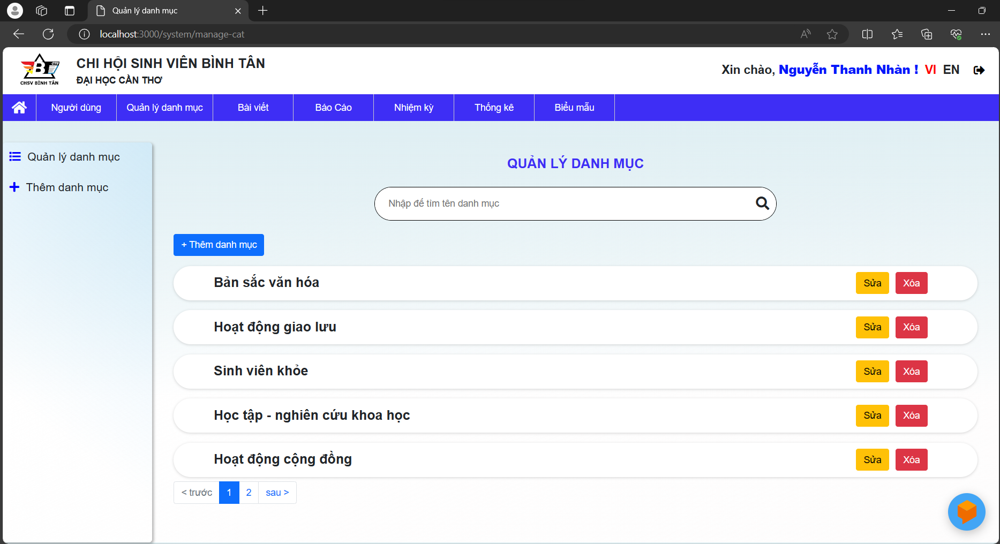 Quản lý danh mục
localhost:3000/system/manage-cat
CTU
B
CHSV BÌNH TÂN
CHI HỘI SINH VIÊN BÌNH TÂN
ĐẠI HỌC CẦN THƠ
Xin chào, Nguyễn Thanh Nhàn ! VI EN
Người dùng
Quản lý danh mục
Bài viết
Báo Cáo
Nhiệm kỳ
Thống kê
Biểu mẫu
Quản lý danh mục
Thêm danh mục
QUẢN LÝ DANH MỤC
Nhập để tìm tên danh mục
+ Thêm danh mục
Bản sắc văn hóa
Sửa
Xóa
Hoạt động giao lưu
Sửa
Xóa
Sinh viên khỏe
Sửa
Xóa
Học tập - nghiên cứu khoa học
Sửa
Xóa
Hoạt động cộng đồng
Sửa
Xóa
< trước 1 2 sau >